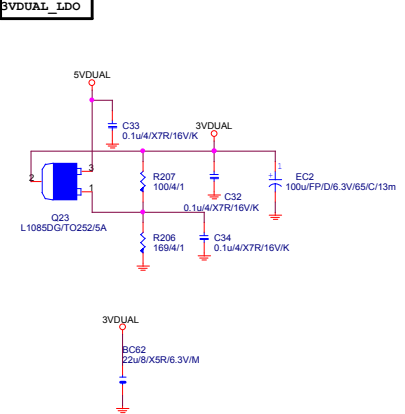 3VDUAL_LDO
5VDUAL
C33
0.1u/4/X7R/16V/K
3VDUAL
2
3
1
R207
100/4/1
C32
0.1u/4/X7R/16V/K
1
+
EC2
100u/FP/D/6.3V/65/C/13m
Q23
L1085DG/TO252/5A
R206
169/4/1
C34
0.1u/4/X7R/16V/K
3VDUAL
BC62
22u/8/X5R/6.3V/M